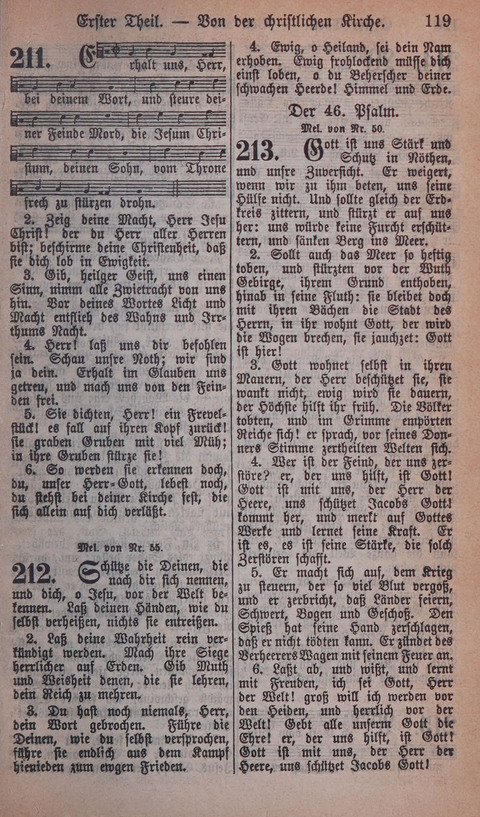 Erster Theil. — Von der christlichen Kirche. 119
211. Erhalt uns, Herr,
bei deinem Wort, und steure dei-
ner Feinde Mord, die Jesum Chri-
stum, deinen Sohn, vom Throne
frech zu stürzen drohn.
2. Zeig deine Macht, Herr Jesu
Christ! der du Herr aller Herren
bist; beschirme deine Christenheit, daß
sie dich lob in Ewigkeit.
3. Gib, heilger Geist, uns einen
Sinn, nimm alle Zwietracht von uns
hin. Vor deines Wortes Licht und
Macht entflieh des Wahns und Irr-
thums Nacht.
4. Herr! laß uns dir befohlen
sein. Schau unsre Noth; wir sind
ja dein. Erhalt im Glauben uns
getreu, und mach uns von den Fein-
den frei.
5. Sie dichten, Herr! ein Frevel-
stück! es fall auf ihren Kopf zurück!
sie graben Gruben mit viel Müh;
in ihre Gruben stürze sie!
6. So werden sie erkennen doch,
du, unser Herr-Gott, lebest noch,
du stehst bei deiner Kirche fest, die
sich allein auf dich verläßt.
Mel. von Nr. 55.
212. Schütze die Deinen, die
nach dir sich nennen,
und dich, o Jesu, vor der Welt be-
kennen. Laß deinen Händen, wie du
selbst verheißen, nichts sie entreißen.
2. Laß deine Wahrheit rein ver-
kündigt werden. Mach ihre Siege
herrlicher auf Erden. Gib Muth
und Weisheit denen, die sie lehren,
dein Reich zu mehren.
3. Du hast noch niemals, Herr,
dein Wort gebrochen. Führe die
Deinen, wie du selbst versprochen,
führe sie endlich aus dem Kampf
hienieden zum ewgen Frieden.
4. Ewig, o Heiland, sei dein Nam
erhoben. Ewig frohlockend müsse dich
einst loben, o du Beherscher deiner
schwachen Heerde! Himmel und Erde.
Der 46. Psalm.
Mel. von Nr. 50.
213. Gott ist uns Stärk und
Schutz in Nöthen,
und unsre Zuversicht. Er weigert,
wenn wir zu ihm beten, uns seine
Hülfe nicht. Und sollte gleich der Erd-
kreis zittern, und stürzt er auf uns
her: uns würde keine Furcht erschüt-
tern, und sänken Berg ins Meer.
2. Sollt auch das Meer so heftig
toben, und stürzten vor der Wuth
Gebirge, ihrem Grund enthoben,
hinab in seine Fluth: sie bleibet doch
mit ihren Bächen die Stadt des
Herrn, in ihr wohnt Gott, der wird
die Wogen brechen, sie jauchzet: Gott
ist hier!
3. Gott wohnet selbst in ihren
Mauern, der Herr beschützet sie, sie
wankt nicht, ewig wird sie dauern,
der Höchste hilft ihr früh. Die Völker
tobten, und im Grimme empörten
Reiche sich! er sprach, vor seines Don-
ners Stimme zertheilten Welten sich.
4. Wer ist der Feind, der uns zer-
störe? er, der uns hilft, ist Gott!
Gott ist mit uns, der Herr der
Heere, uns schützet Jacobs Gott!
kommt her, und merkt auf Gottes
Werke und lernet seine Kraft. Er
ist es, es ist seine Stärke, die solch
Zerstören schafft.
5. Er macht sich auf, dem Krieg
zu steuern, der so viel Blut vergoß,
und er zerbricht, daß Länder feiern,
Schwert, Bogen und Geschoß. Den
Spieß hat seine Hand zerschlagen,
daß er nicht tödten kann. Er zündet des
Verheerers Wagen mit seinem Feuer an.
6. Laßt ab, und wißt, und lernt
mit Freuden, ich sei Gott, Herr
der Welt! groß will ich werden vor
den Heiden, und herrlich vor der
Welt! Gebt alle unserm Gott die
Ehre! er, der uns hilft, ist Gott!
Gott ist mit uns, der Herr der
Heere, uns schützet Jacobs Gott!